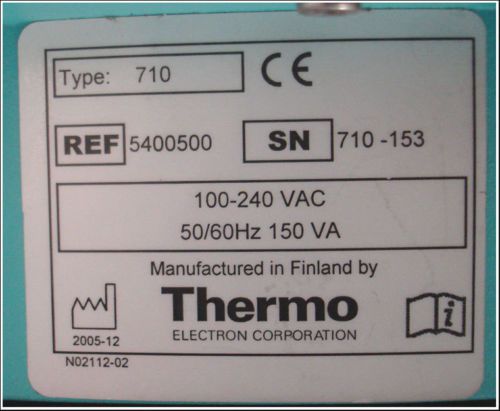 Type: 710 CE
REF 5400500 SN 710 -153
100-240 VAC
50/60Hz 150 VA
Manufactured in Finland by
Thermo
ELECTRON CORPORATION
i
2005-12
N02112-02